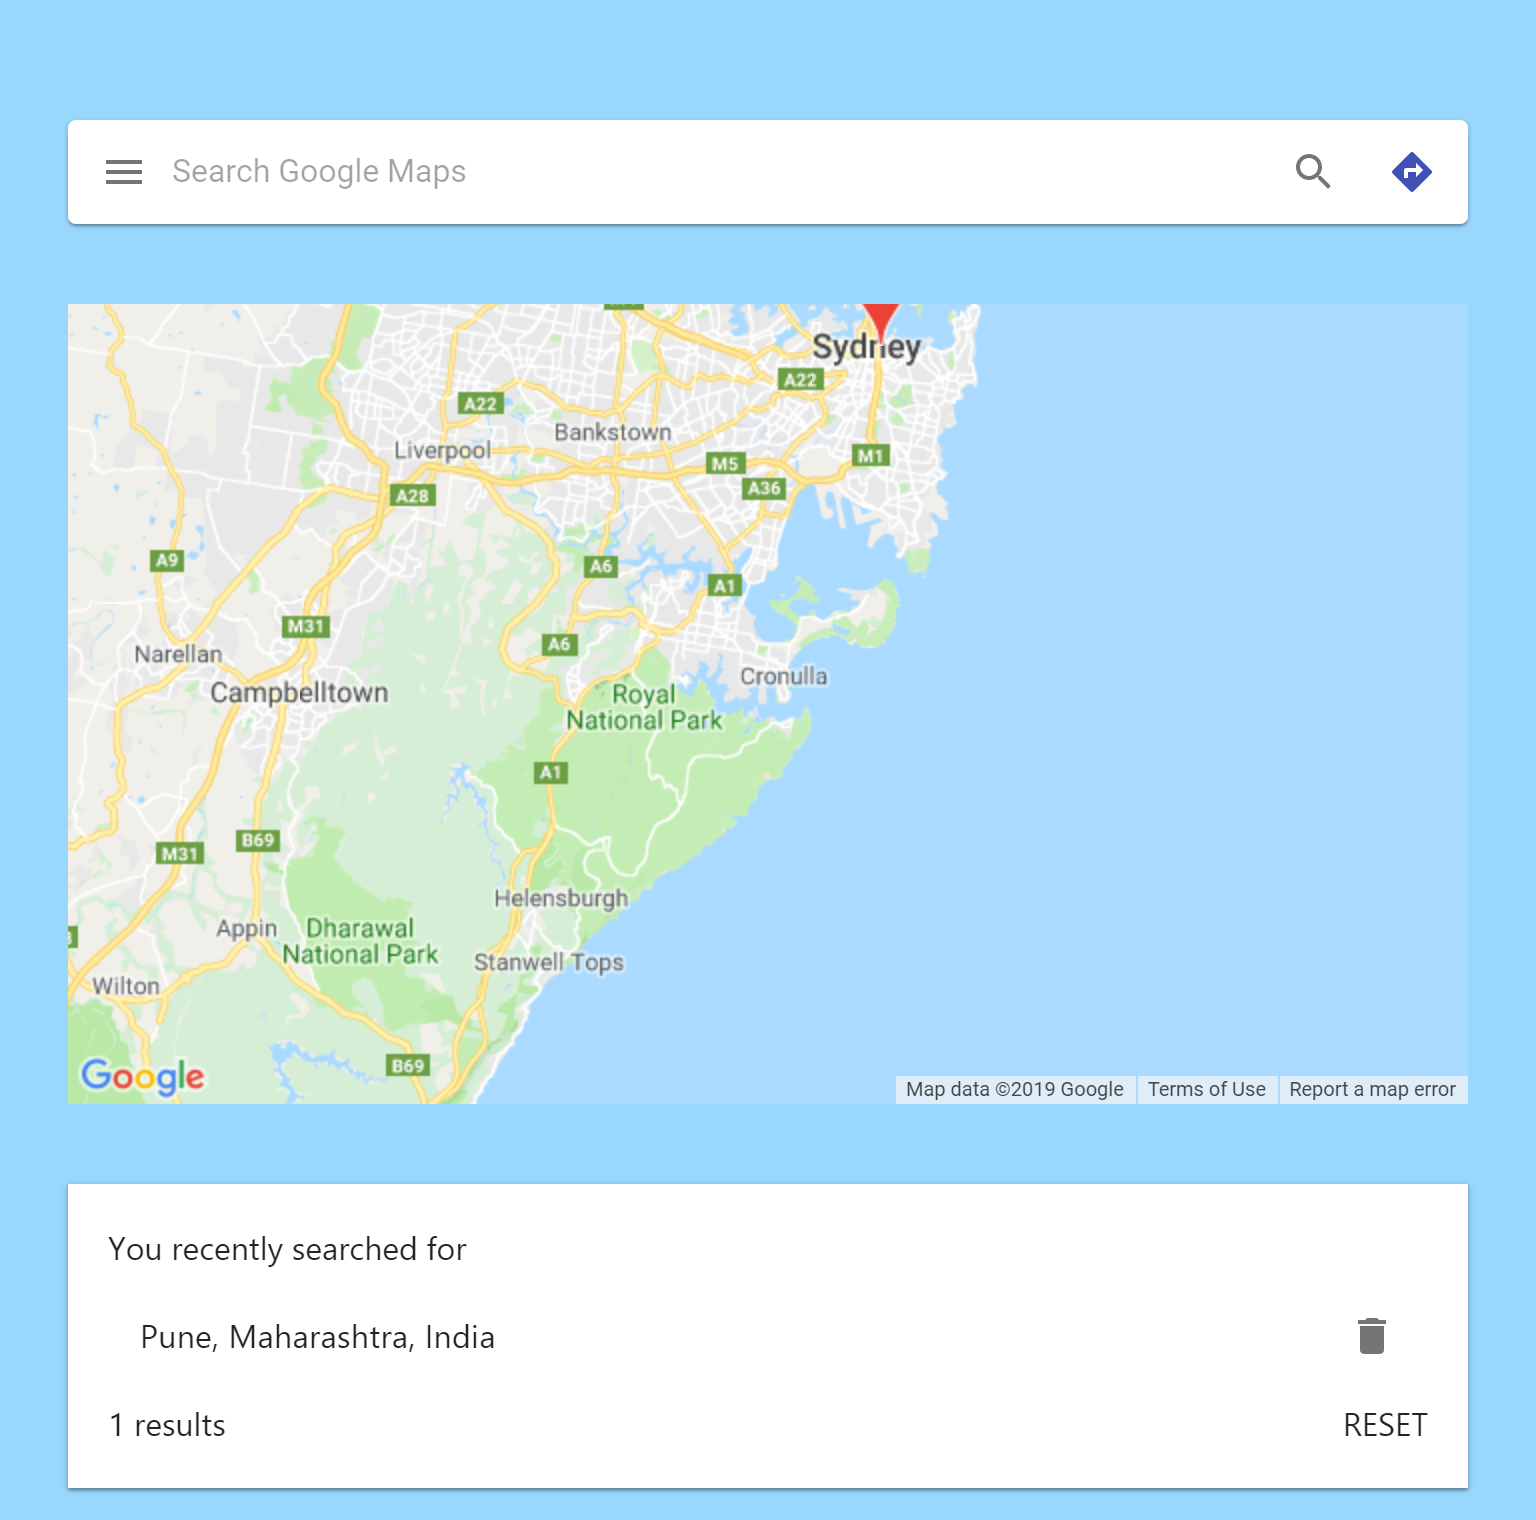 Search Google Maps
Sydney
A22
A22
Bankstown
Liverpool
M1
M5
A36
A28
A9
A6
A1
M31
A6
Narellan
Cronulla
Campbelltown
Royal
National Park
A1
B69
M31
Helensburgh
Appin
Dharawal
National Park
Stanwell Tops
Wilton
B69
Google
Map data ©2019 Google
Terms of Use
Report a map error
You recently searched for
Pune, Maharashtra, India
1 results
RESET